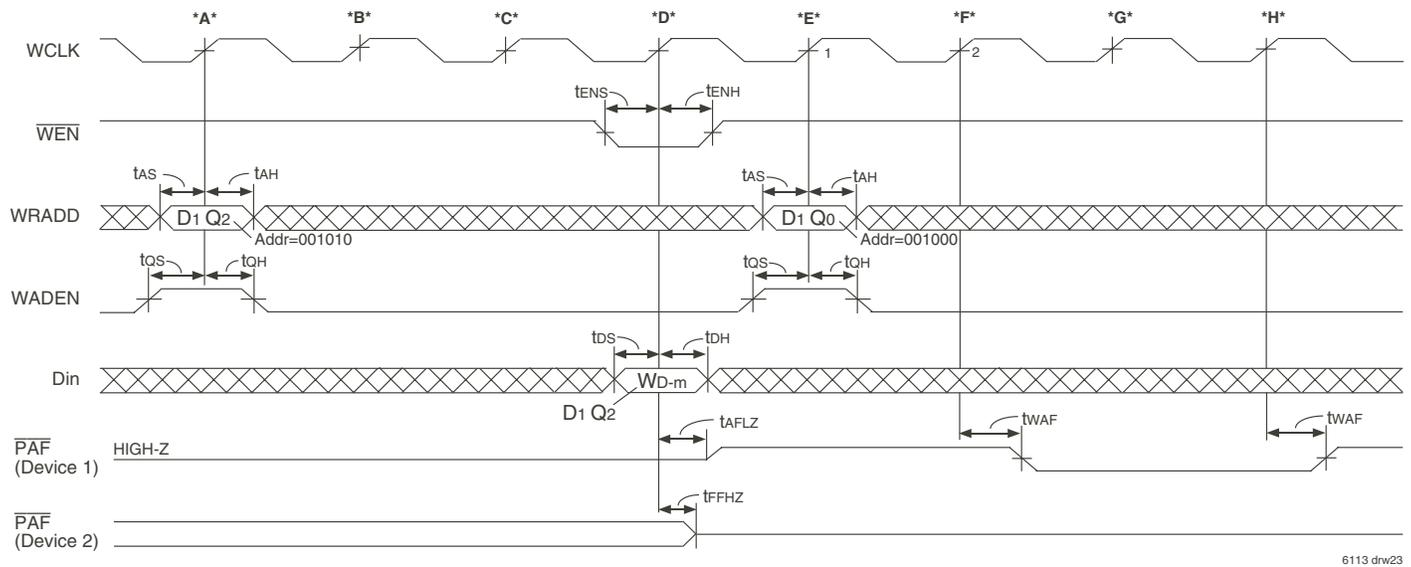 *A* *B* *C* *D* *E* *F* *G* *H*
WCLK 1 2
tENS tENH
WEN
tAS tAH tAS tAH
WRADD D1 Q2 D1 Q0
Addr=001010 Addr=001000
tQS tQH tQS tQH
WADEN
tDS tDH
Din WD-m
D1 Q2
tAFLZ tWAF tWAF
PAF HIGH-Z
(Device 1)
tFFHZ
PAF
(Device 2)
6113 drw23